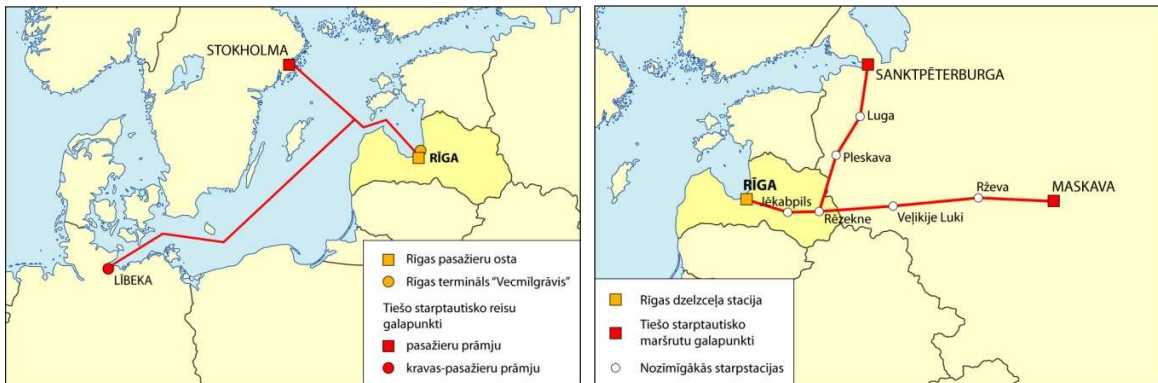 STOKHOLMA
RĪGA
LĪBEKA
Rīgas pasažieru osta
Rīgas termināls “Vecmīlgrāvis”
Tiešo starptautisko reisu
galapunkti
pasažieru prāmju
kravas-pasažieru prāmju
SANKTPĒTERBURGA
Luga
Pleskava
RĪGA
Jēkabpils
Rēzekne
Veļikije Luki
Rževa
MASKAVA
Rīgas dzelzceļa stacija
Tiešo starptautisko
maršrutu galapunkti
Nozīmīgākās starpstacijas